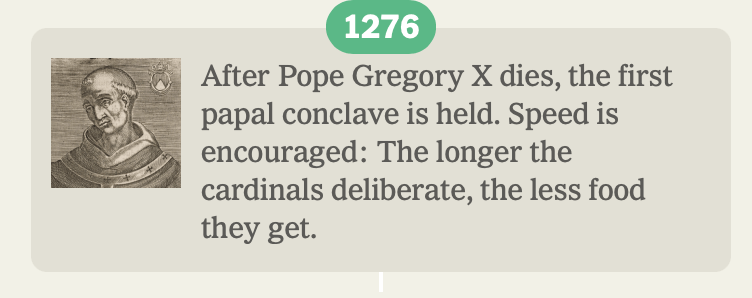 1276
After Pope Gregory X dies, the first
papal conclave is held. Speed is
encouraged: The longer the
cardinals deliberate, the less food
they get.